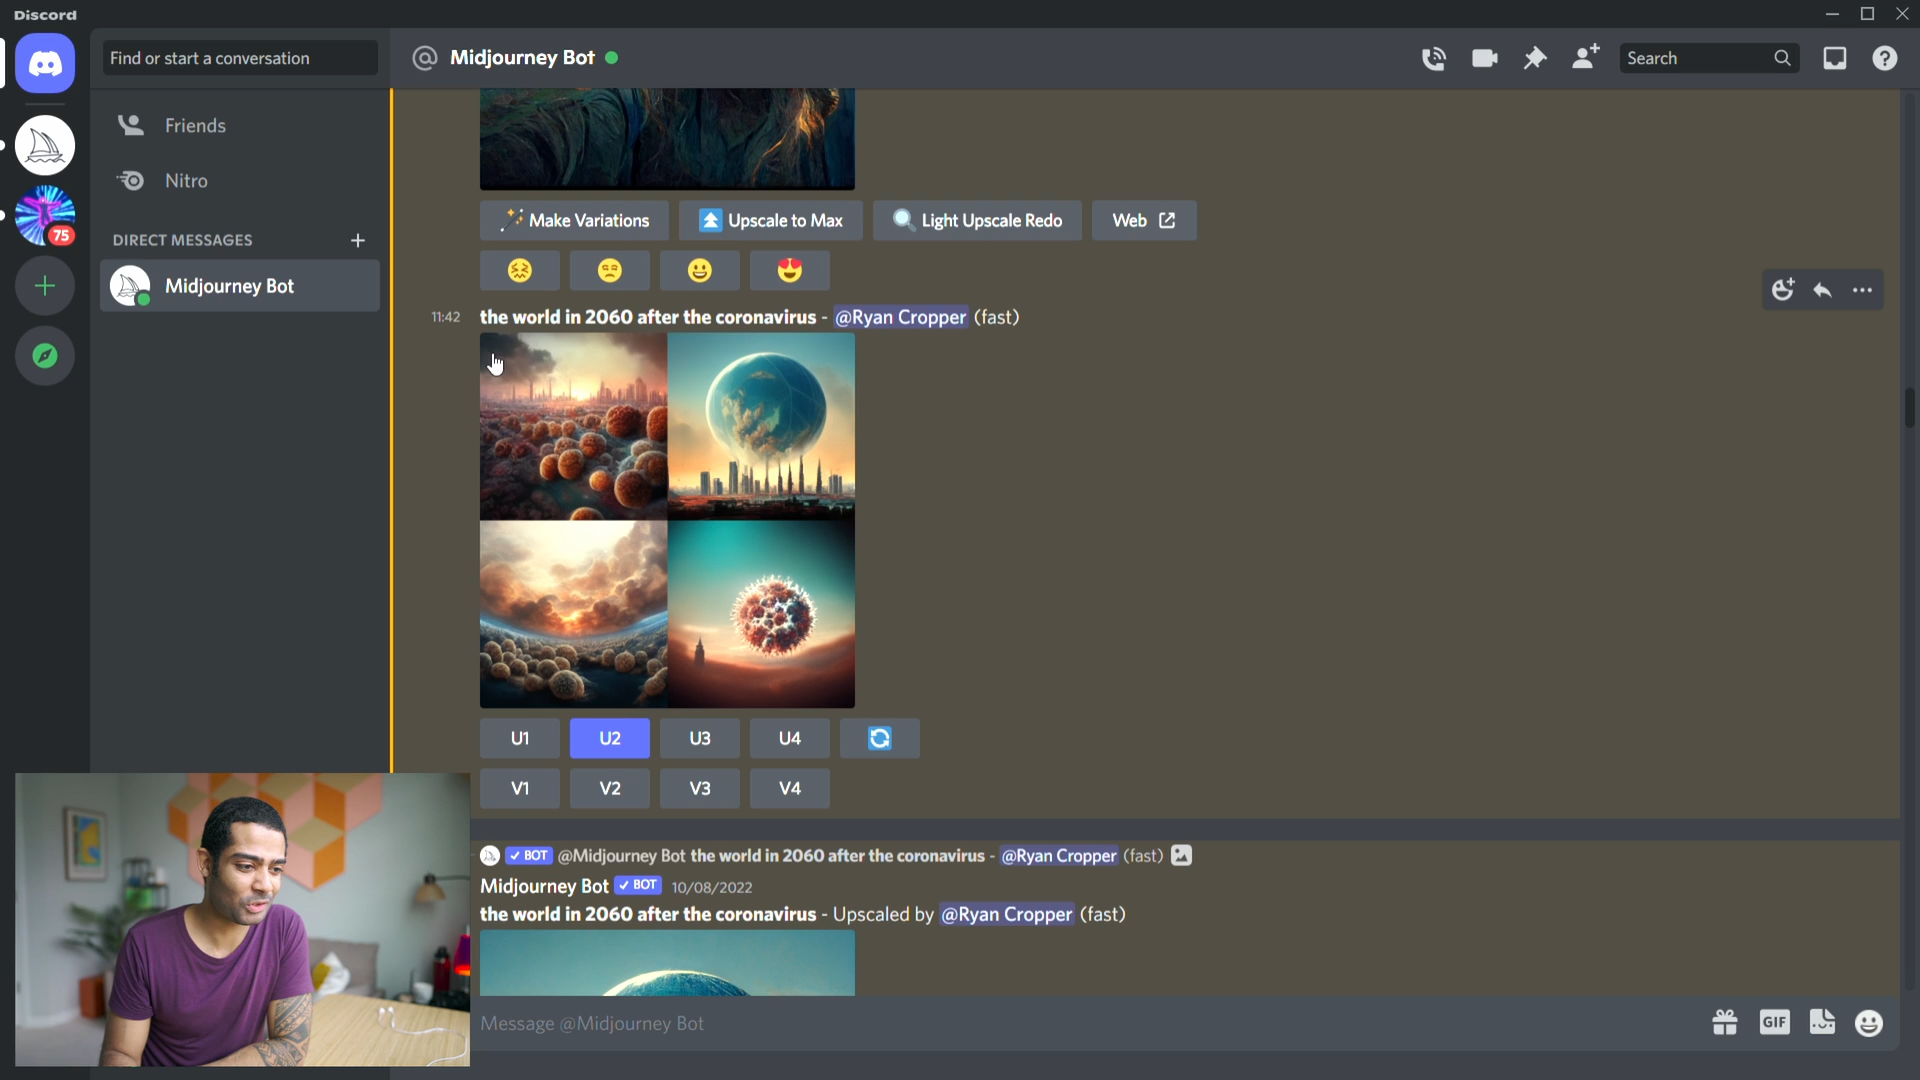 Discord
Find or start a conversation
Midjourney Bot
Search
Friends
Nitro
75
DIRECT MESSAGES
Midjourney Bot
Make Variations
Upscale to Max
Light Upscale Redo
Web
11:42
the world in 2060 after the coronavirus - @Ryan Cropper (fast)
U1
U2
U3
U4
V1
V2
V3
V4
BOT @Midjourney Bot the world in 2060 after the coronavirus - @Ryan Cropper (fast)
Midjourney Bot BOT 10/08/2022
the world in 2060 after the coronavirus - Upscaled by @Ryan Cropper (fast)
Message @Midjourney Bot
GIF